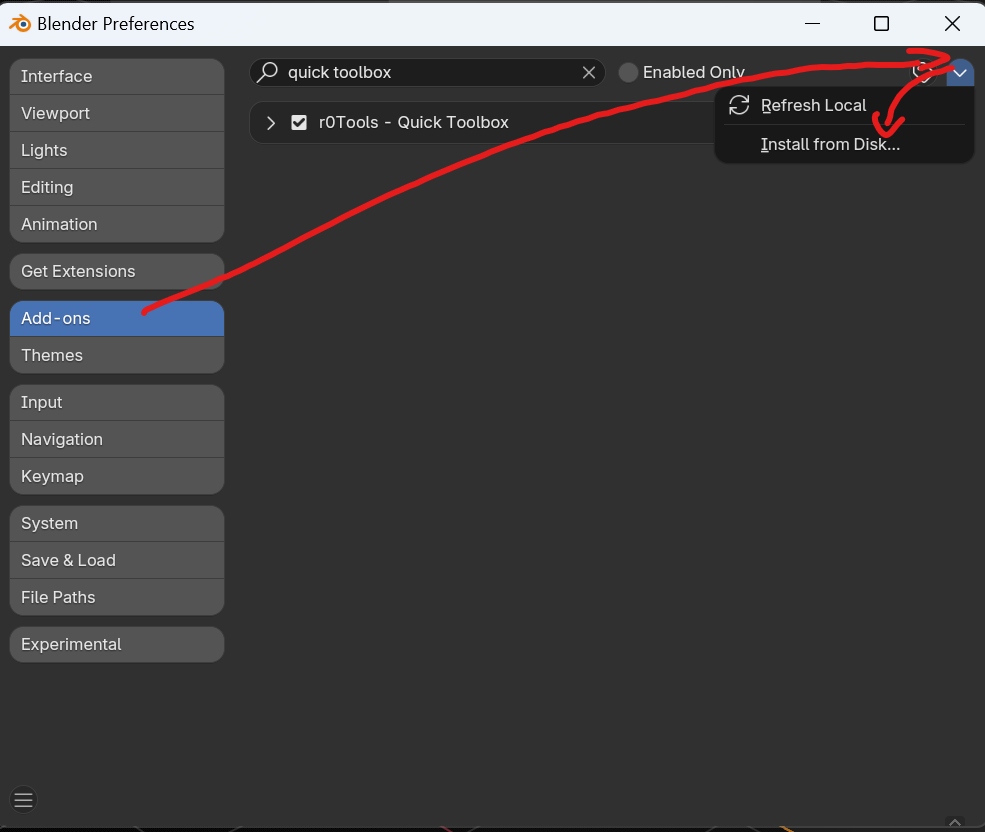 Blender Preferences
Interface
Viewport
Lights
Editing
Animation
Get Extensions
Add-ons
Themes
Input
Navigation
Keymap
System
Save & Load
File Paths
Experimental
quick toolbox
Enabled Only
r0Tools - Quick Toolbox
Refresh Local
Install from Disk...